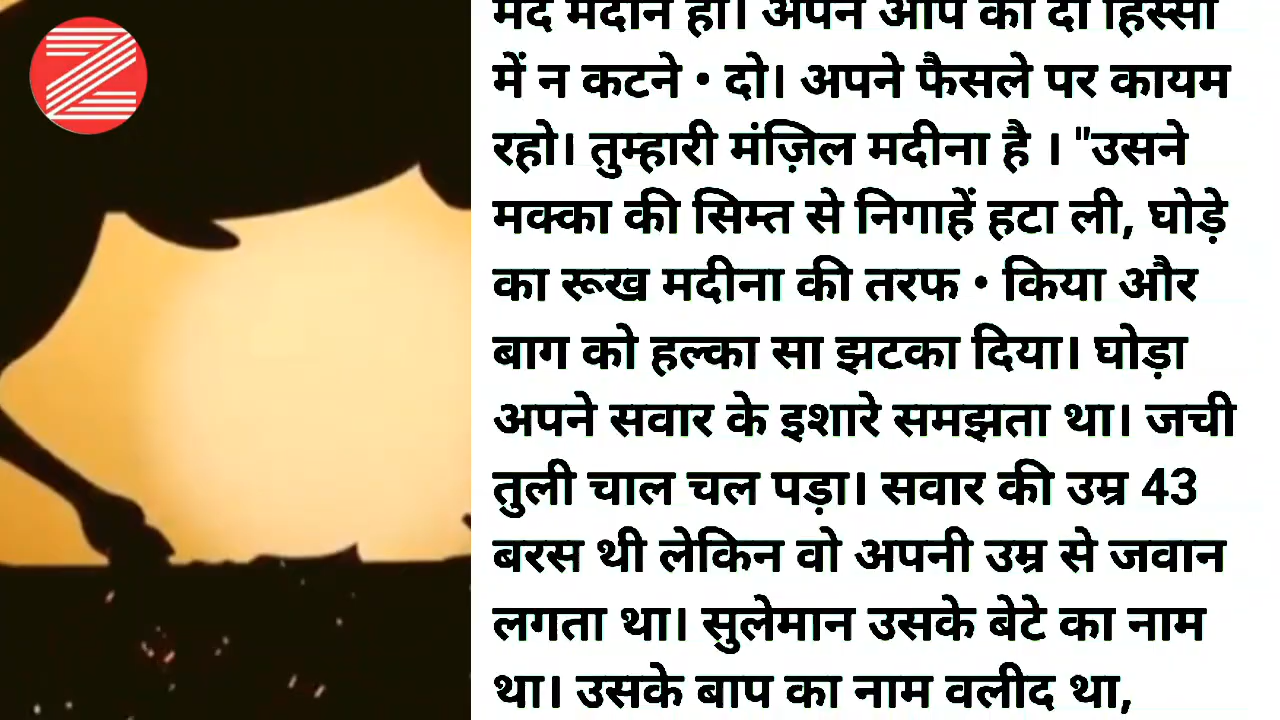 मर्द मैदान हो। अपने आप को दो हिस्सों
में न कटने • दो। अपने फैसले पर कायम
रहो। तुम्हारी मंज़िल मदीना है । "उसने
मक्का की सिम्त से निगाहें हटा ली, घोड़े
का रूख मदीना की तरफ • किया और
बाग को हल्का सा झटका दिया। घोड़ा
अपने सवार के इशारे समझता था। जची
तुली चाल चल पड़ा। सवार की उम्र 43
बरस थी लेकिन वो अपनी उम्र से जवान
लगता था। सुलेमान उसके बेटे का नाम
था। उसके बाप का नाम वलीद था,